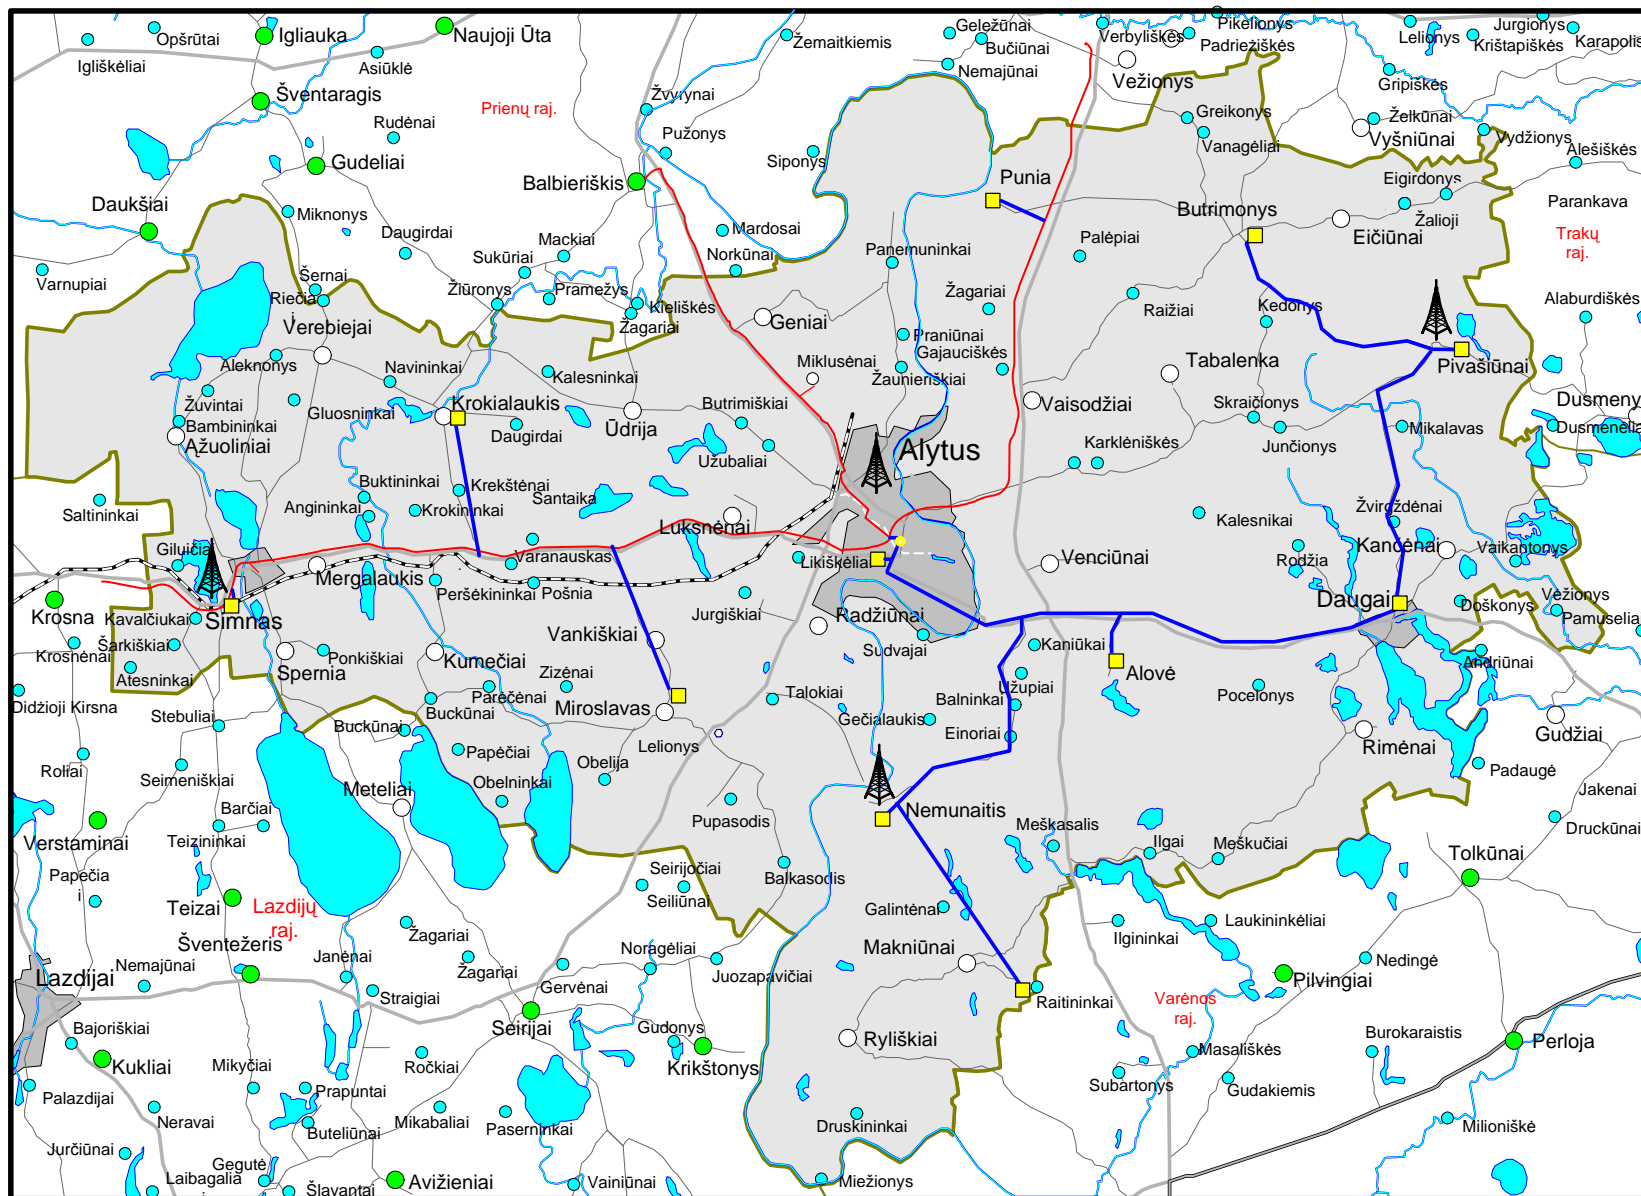 Opšrūtai
Igliauka
Naujoji Ūta
Igliškėliai
Asiūklė
Žemaitkiemis
Geležūnai
Bučiūnai
Nemajūnai
Verbyliškės
Pikelionys
Padriežiškės
Vežionys
Lelionys
Jurgionys
Krištapiškės
Karapolis
Gripiškės
Šventaragis
Prienų raj.
Rudėnai
Žvyrynai
Pužonys
Siponys
Greikonys
Vanagėliai
Želkūnai
Vyšniūnai
Vydžionys
Alešiškės
Gudeliai
Balbieriškis
Punia
Eigirdonys
Daukšiai
Miknonys
Butrimonys
Žalioji
Parankava
Daugirdai
Mackiai
Mardosai
Eičiūnai
Trakų
raj.
Sukūriai
Norkūnai
Panemuninkai
Palėpiai
Varnupiai
Šernai
Riečia
i
Žiūronys
Pramežys
Kieliškės
Žagariai
Žagariai
Raižiai
Kedonys
Alaburdiškės
Verebiejai
Geniai
Praniūnai
Gajauciškės
Miklusėnai
Žaunieriškiai
Tabalenka
Pivašiūnai
Aleknonys
Navininkai
Kalesninkai
Žuvintai
Gluosninkai
Krokialaukis
Butrimiškiai
Vaisodžiai
Skraičionys
Dusmeny
Bambininkai
Ažuoliniai
Daugirdai
Ūdrija
Junčionys
Mikalavas
Dusmenėlia
Užubaliai
Alytus
Karklėniškės
Buktininkai
Krekštėnai
Saltininkai
Angininkai
Krokininkai
Santaika
Luksnėnai
Kalesnikai
Žvirgždėnai
Kančėnai
Giluičia
Varanauskas
Likiškėlia
Venciūnai
Rodžia
Vaikantonys
Mergalaukis
Peršėkininkai
Pošnia
Krosna
Kavalčiukai
Simnas
Jurgiškiai
Radžiūnai
Daugai
Doškonys
Vėžionys
Pamuselia
Krosnėnai
Šarkiškiai
Vankiškiai
Sudvajai
Kaniūkai
Atesninkai
Spernia
Ponkiškiai
Kumečiai
Zizėnai
Alovė
Andriūnai
Užupiai
Didžioji Kirsna
Parėčėnai
Talokiai
Balninkai
Pocelonys
Stebuliai
Buckūnai
Buckūnai
Miroslavas
Gečialaukis
Einoriai
Rimėnai
Gudžiai
Papėčiai
Lelionys
Roliai
Seimeniškiai
Obelninkai
Obelija
Padaugė
Meteliai
Jakenai
Barčiai
Pupasodis
Nemunaitis
Meškasalis
Druckūnai
Verstaminai
Teizininkai
Ilgai
Meškučiai
Papečia
i
Seirijočiai
Balkasodis
Tolkūnai
Teizai
Lazdijų
raj.
Seiliūnai
Galintėnai
Laukininkėliai
Žagariai
Ilgininkai
Šventežeris
Noragėliai
Makniūnai
Nemajūnai
Janėnai
Žagariai
Nedingė
Lazdijai
Gervėnai
Juozapavičiai
Pilvingiai
Straigiai
Raitininkai
Varėnos
raj.
Seirijai
Gudonys
Bajoriškiai
Ryliškiai
Burokaraistis
Perloja
Kukliai
Mikyčiai
Ročkiai
Krikštonys
Masališkės
Palazdijai
Prapuntai
Subartonys
Gudakiemis
Neravai
Buteliūnai
Mikabaliai
Paserninkai
Druskininkai
Milioniškė
Jurčiūnai
Gegutė
Laibagalia
Šlavantai
Avižieniai
Vainiūnai
Miežionys